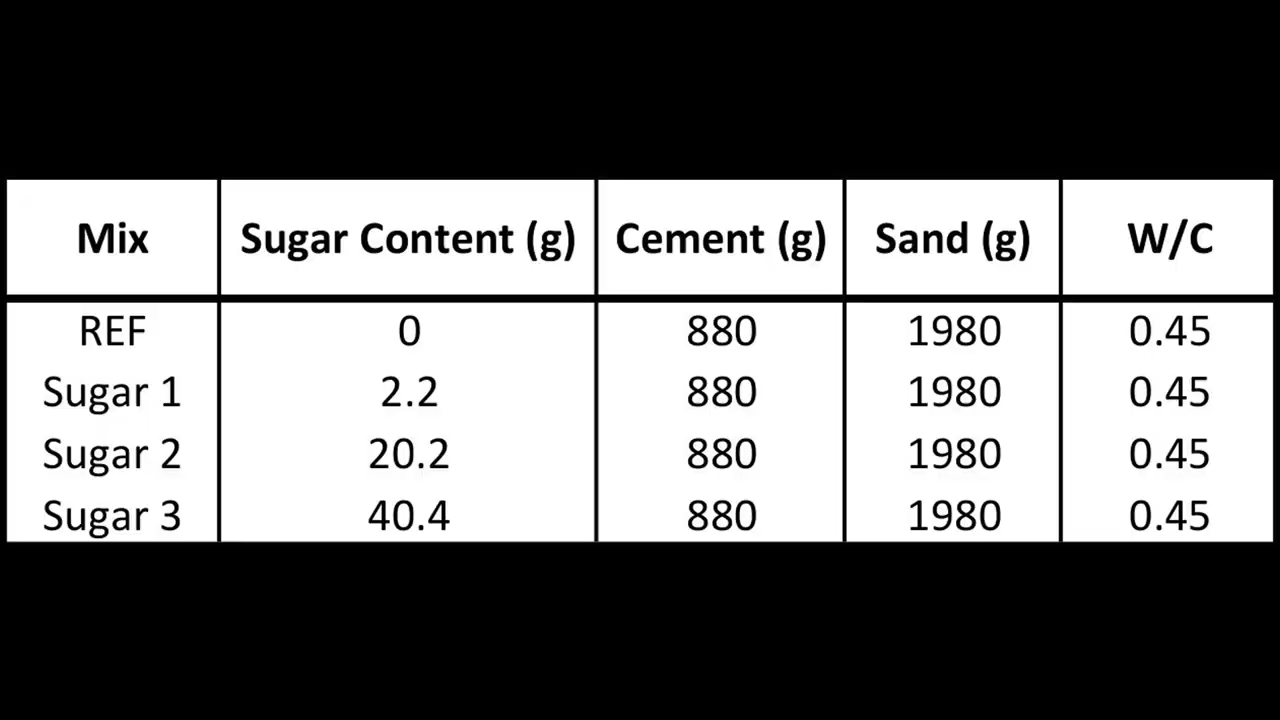 Mix Sugar Content (g) Cement (g) Sand (g) W/C
REF 0 880 1980 0.45
Sugar 1 2.2 880 1980 0.45
Sugar 2 20.2 880 1980 0.45
Sugar 3 40.4 880 1980 0.45